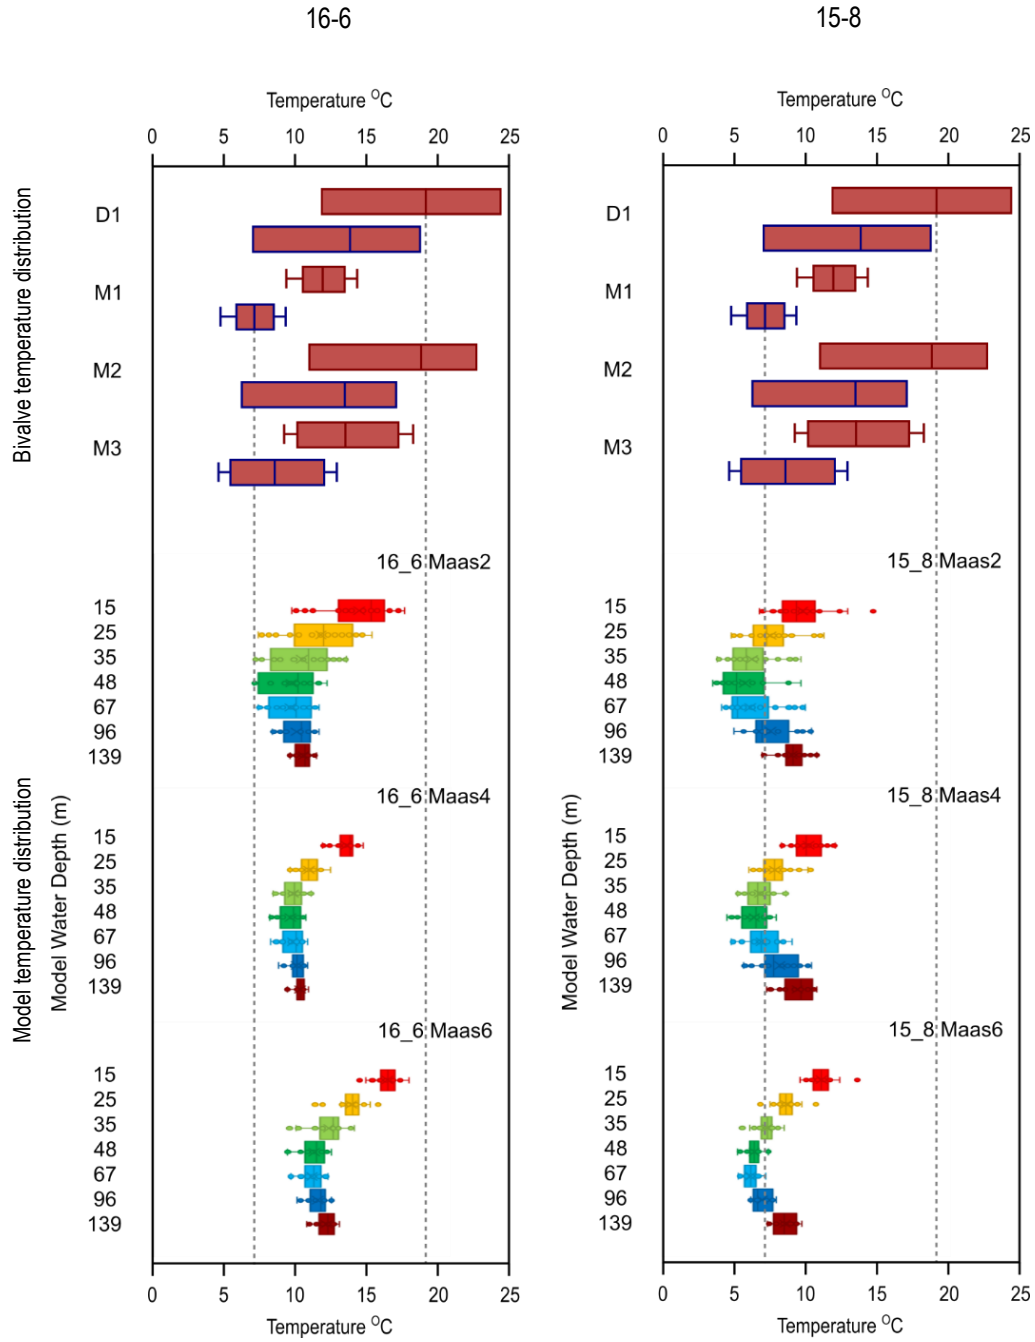 16-6
15-8
Temperature OC
Temperature OC
0 5 10 15 20 25
0 5 10 15 20 25
Bivalve temperature distribution
D1
M1
M2
M3
D1
M1
M2
M3
16_6 Maas2
15
25
35
48
67
96
139
15_8 Maas2
15
25
35
48
67
96
139
Model temperature distribution
Model Water Depth (m)
16_6 Maas4
15
25
35
48
67
96
139
Model Water Depth (m)
15_8 Maas4
15
25
35
48
67
96
139
16_6 Maas6
15
25
35
48
67
96
139
15_8 Maas6
15
25
35
48
67
96
139
0 5 10 15 20 25
0 5 10 15 20 25
Temperature OC
Temperature OC